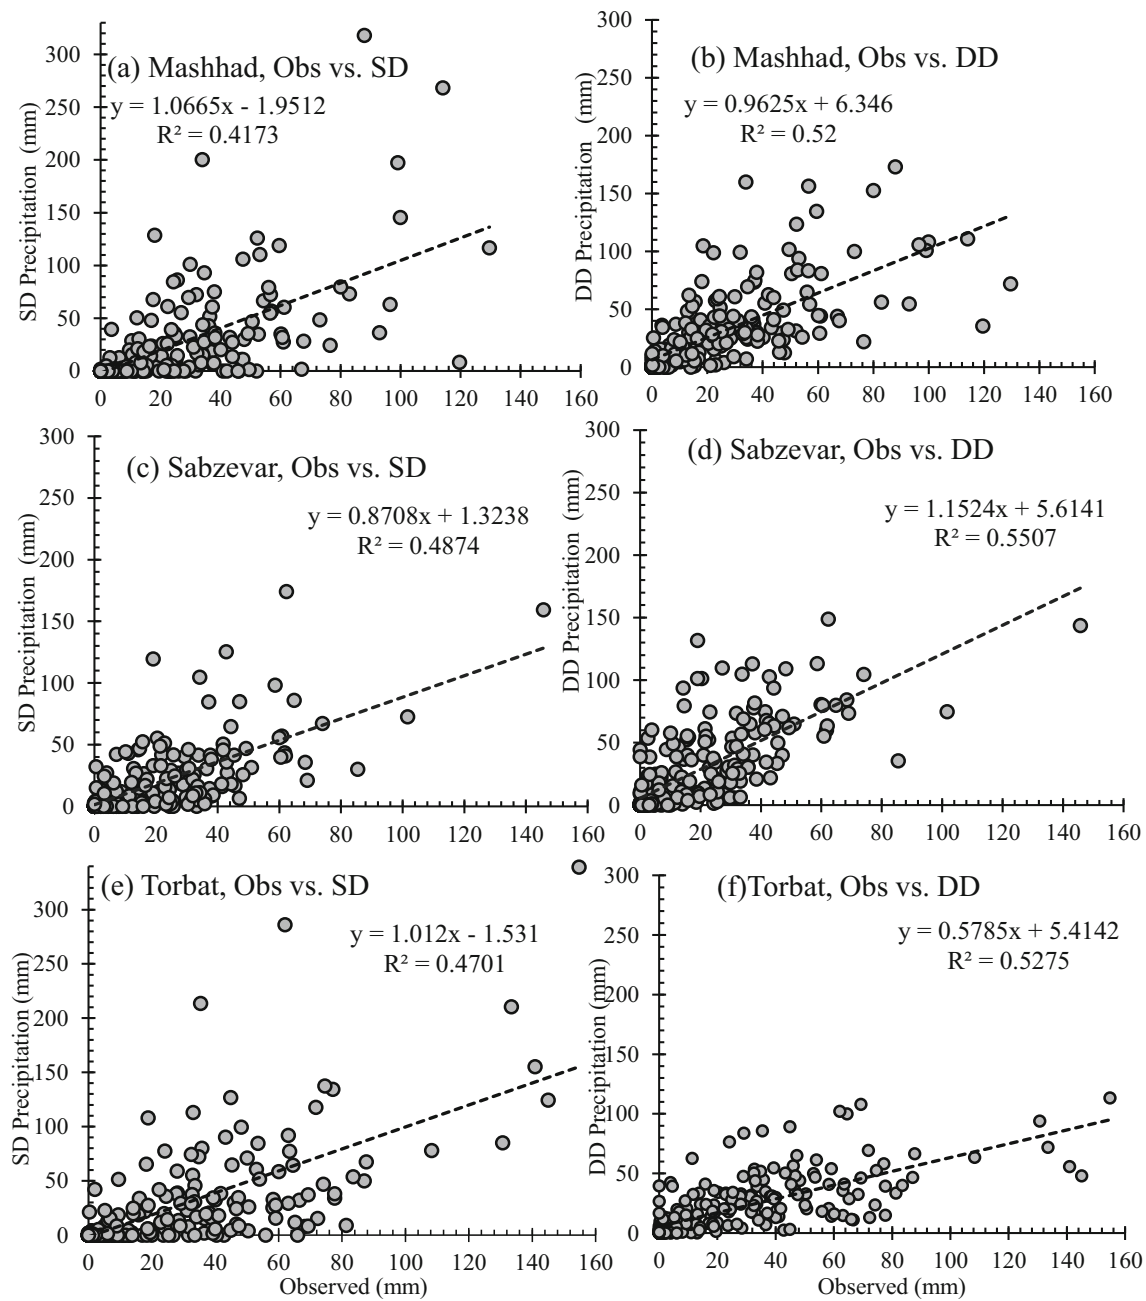 (a) Mashhad, Obs vs. SD
y = 1.0665x - 1.9512
R² = 0.4173
SD Precipitation (mm)
300
250
200
150
100
50
0
0 20 40 60 80 100 120 140 160
(b) Mashhad, Obs vs. DD
y = 0.9625x + 6.346
R² = 0.52
DD Precipitation (mm)
300
250
200
150
100
50
0
0 20 40 60 80 100 120 140 160
(c) Sabzevar, Obs vs. SD
y = 0.8708x + 1.3238
R² = 0.4874
SD Precipitation (mm)
300
250
200
150
100
50
0
0 20 40 60 80 100 120 140 160
(d) Sabzevar, Obs vs. DD
y = 1.1524x + 5.6141
R² = 0.5507
DD Precipitation (mm)
300
250
200
150
100
50
0
0 20 40 60 80 100 120 140 160
(e) Torbat, Obs vs. SD
y = 1.012x - 1.531
R² = 0.4701
SD Precipitation (mm)
300
250
200
150
100
50
0
0 20 40 60 80 100 120 140 160
Observed (mm)
(f)Torbat, Obs vs. DD
y = 0.5785x + 5.4142
R² = 0.5275
DD Precipitation (mm)
300
250
200
150
100
50
0
0 20 40 60 80 100 120 140 160
Observed (mm)